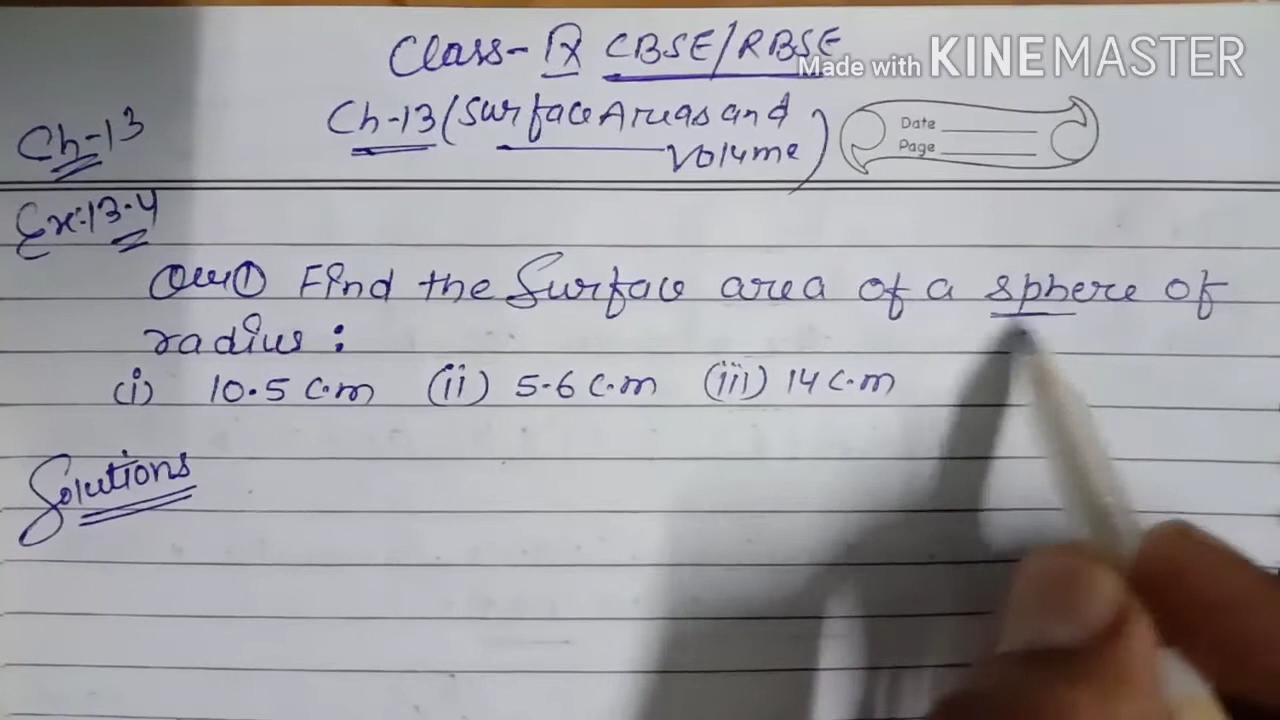 Class-IX CBSE/RBSE
Made with KINEMASTER
Ch-13 (Surface Areas and
Volume)
Date
Page
Ch-13
Ex:-13.4
Que① Find the Surface area of a sphere of
radius :
(i) 10.5 c.m (ii) 5.6 c.m (iii) 14 c.m
Solutions